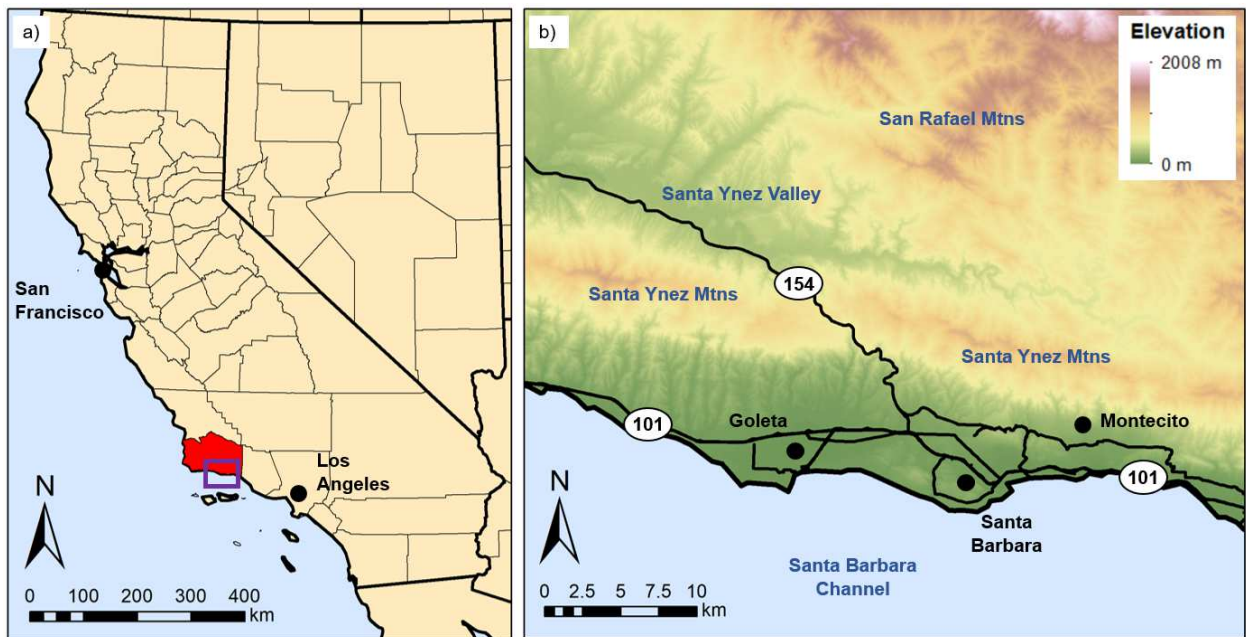 a)
San
Francisco
Los
Angeles
N
0 100 200 300 400
km
b)
Elevation
2008 m
0 m
San Rafael Mtns
Santa Ynez Valley
154
Santa Ynez Mtns
Santa Ynez Mtns
101
Goleta
Montecito
101
Santa
Barbara
N
Santa Barbara
Channel
0 2.5 5 7.5 10
km